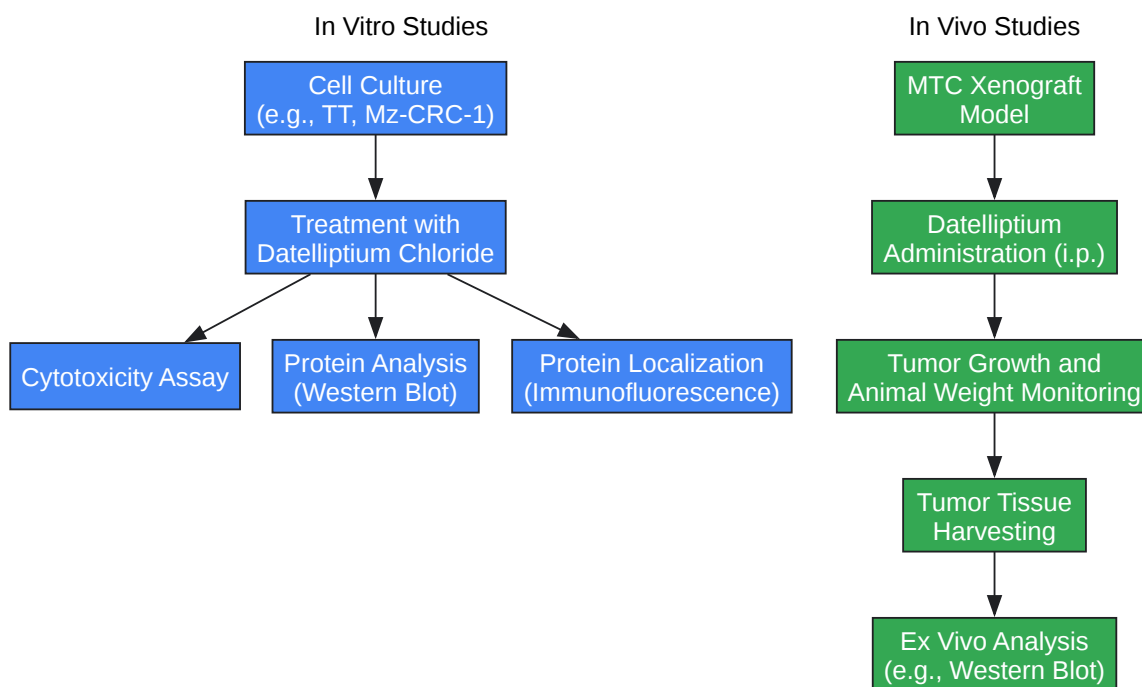 In Vitro Studies
Cell Culture
(e.g., TT, Mz-CRC-1)
Treatment with
Datelliptium Chloride
Cytotoxicity Assay
Protein Analysis
(Western Blot)
Protein Localization
(Immunofluorescence)
In Vivo Studies
MTC Xenograft
Model
Datelliptium
Administration (i.p.)
Tumor Growth and
Animal Weight Monitoring
Tumor Tissue
Harvesting
Ex Vivo Analysis
(e.g., Western Blot)